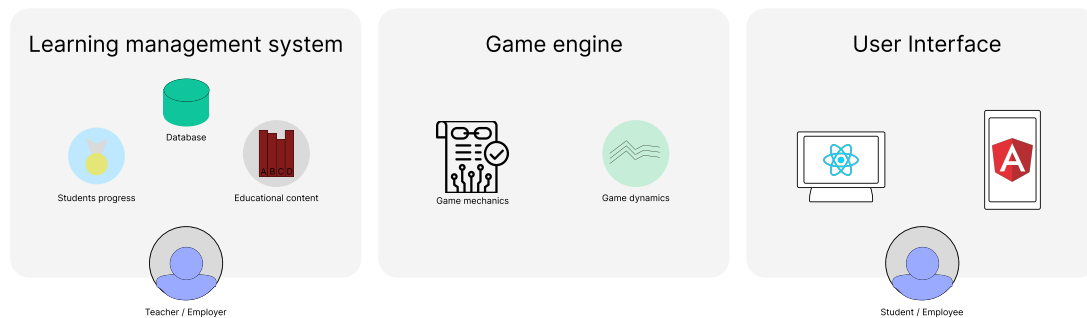 Learning management system
Database
Students progress
Educational content
A B C D
Teacher / Employer
Game engine
Game mechanics
Game dynamics
User Interface
A
Student / Employee